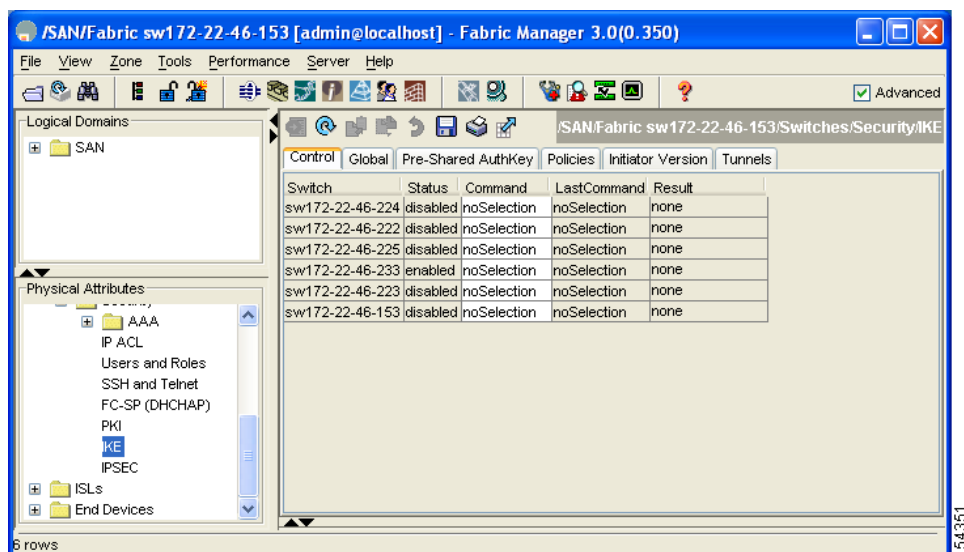 /SAN/Fabric sw172-22-46-153 [admin@localhost] - Fabric Manager 3.0(0.350)
File View Zone Tools Performance Server Help
Advanced
Logical Domains
SAN
/SAN/Fabric sw172-22-46-153/Switches/Security/IKE
Control Global Pre-Shared AuthKey Policies Initiator Version Tunnels
Switch Status Command LastCommand Result
sw172-22-46-224 disabled noSelection noSelection none
sw172-22-46-222 disabled noSelection noSelection none
sw172-22-46-225 disabled noSelection noSelection none
sw172-22-46-233 enabled noSelection noSelection none
sw172-22-46-223 disabled noSelection noSelection none
sw172-22-46-153 disabled noSelection noSelection none
Physical Attributes
AAA
IP ACL
Users and Roles
SSH and Telnet
FC-SP (DHCHAP)
PKI
IKE
IPSEC
ISLs
End Devices
6 rows
54351